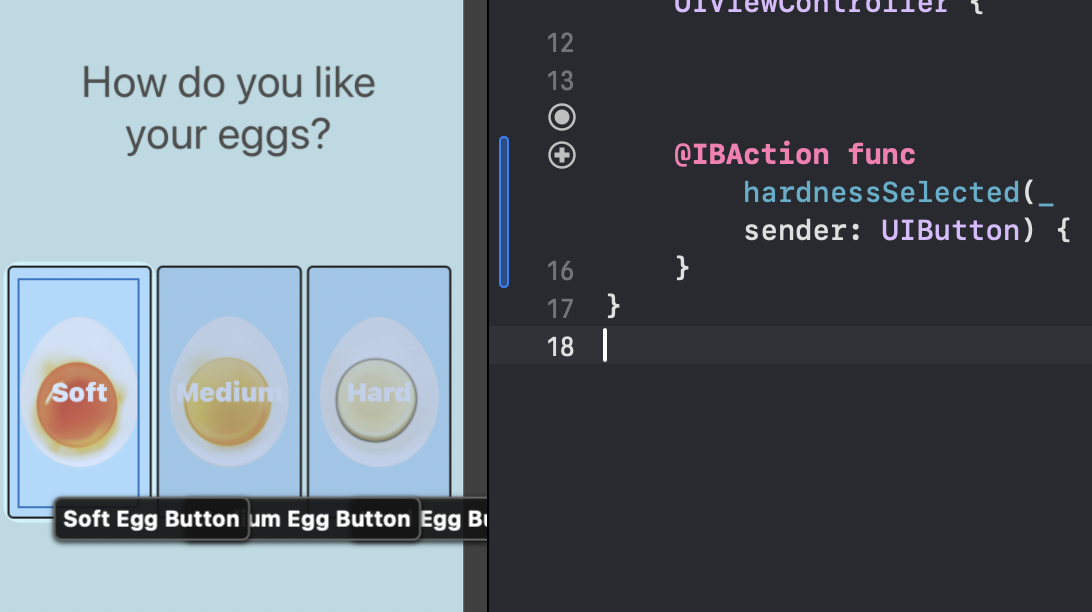 How do you like
your eggs?
Soft
Medium
Hard
Soft Egg Button
um Egg Button
Egg Bu
UIViewController {
12
13
@IBAction func
hardnessSelected(_
sender: UIButton) {
16 }
17 }
18